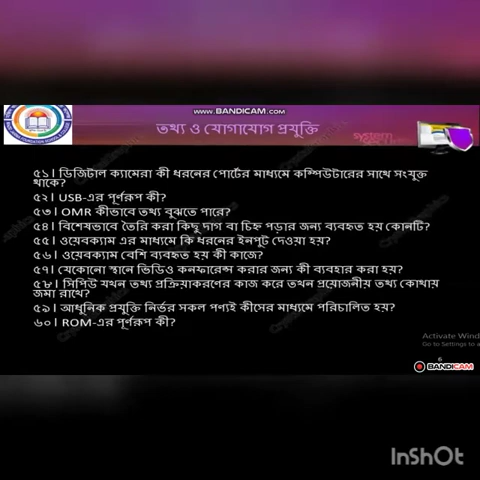 www.BANDICAM.com
তথ্য ও যোগাযোগ প্রযুক্তি
৫১। ডিজিটাল ক্যামেরা কী ধরনের পোর্টের মাধ্যমে কম্পিউটারের সাথে সংযুক্ত
থাকে?
৫২। USB-এর পূর্ণরূপ কী?
৫৩। OMR কীভাবে তথ্য বুঝতে পারে?
৫৪। বিশেষভাবে তৈরি করা কিছু দাগ বা চিহ্ন পড়ার জন্য ব্যবহৃত হয় কোনটি?
৫৫। ওয়েবক্যাম এর মাধ্যমে কি ধরনের ইনপুট দেওয়া হয়?
৫৬। ওয়েবক্যাম বেশি ব্যবহৃত হয় কী কাজে?
৫৭। যেকোনো স্থানে ভিডিও কনফারেন্স করার জন্য কী ব্যবহার করা হয়?
৫৮। সিপিউ যখন তথ্য প্রক্রিয়াকরণের কাজ করে তখন প্রয়োজনীয় তথ্য কোথায়
জমা রাখে?
৫৯। আধুনিক প্রযুক্তি নির্ভর সকল পণ্যই কীসের মাধ্যমে পরিচালিত হয়?
৬০। ROM-এর পূর্ণরূপ কী?
Activate Wind
Go to Settings to a
6
BANDICAM
InShOt